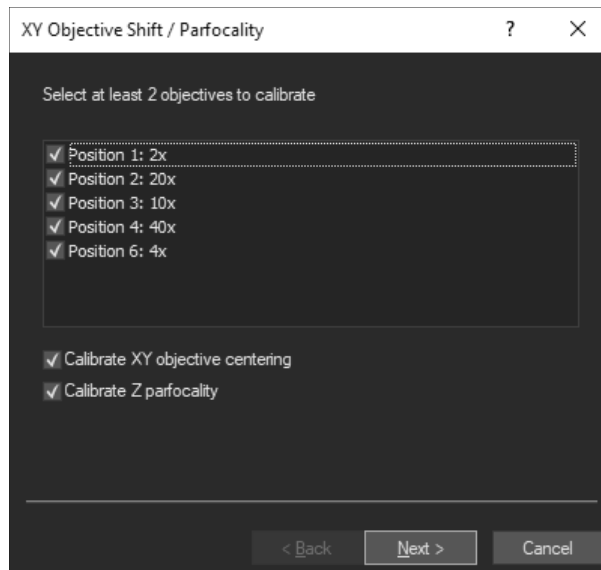 XY Objective Shift / Parfocality ?
Select at least 2 objectives to calibrate
Position 1: 2x
Position 2: 20x
Position 3: 10x
Position 4: 40x
Position 6: 4x
Calibrate XY objective centering
Calibrate Z parfocality
< Back Next > Cancel